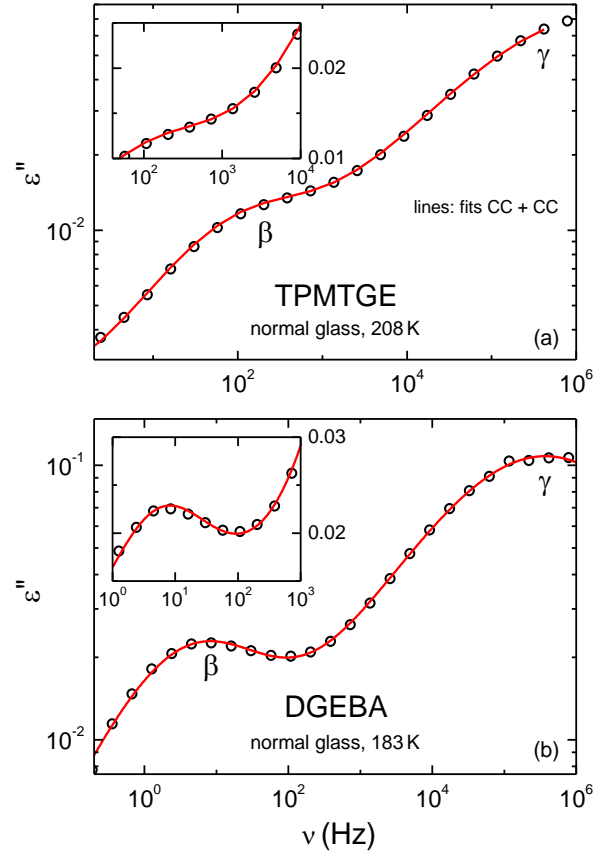 0.02
γ
10²
10³
10⁴
0.01
ε''
lines: fits CC + CC
10⁻²
β
TPMTGE
normal glass, 208 K
(a)
10²
10⁴
10⁶
0.03
10⁻¹
γ
0.02
10⁰
10¹
10²
10³
ε''
β
DGEBA
10⁻²
normal glass, 183 K
(b)
10⁰
10²
10⁴
10⁶
ν (Hz)